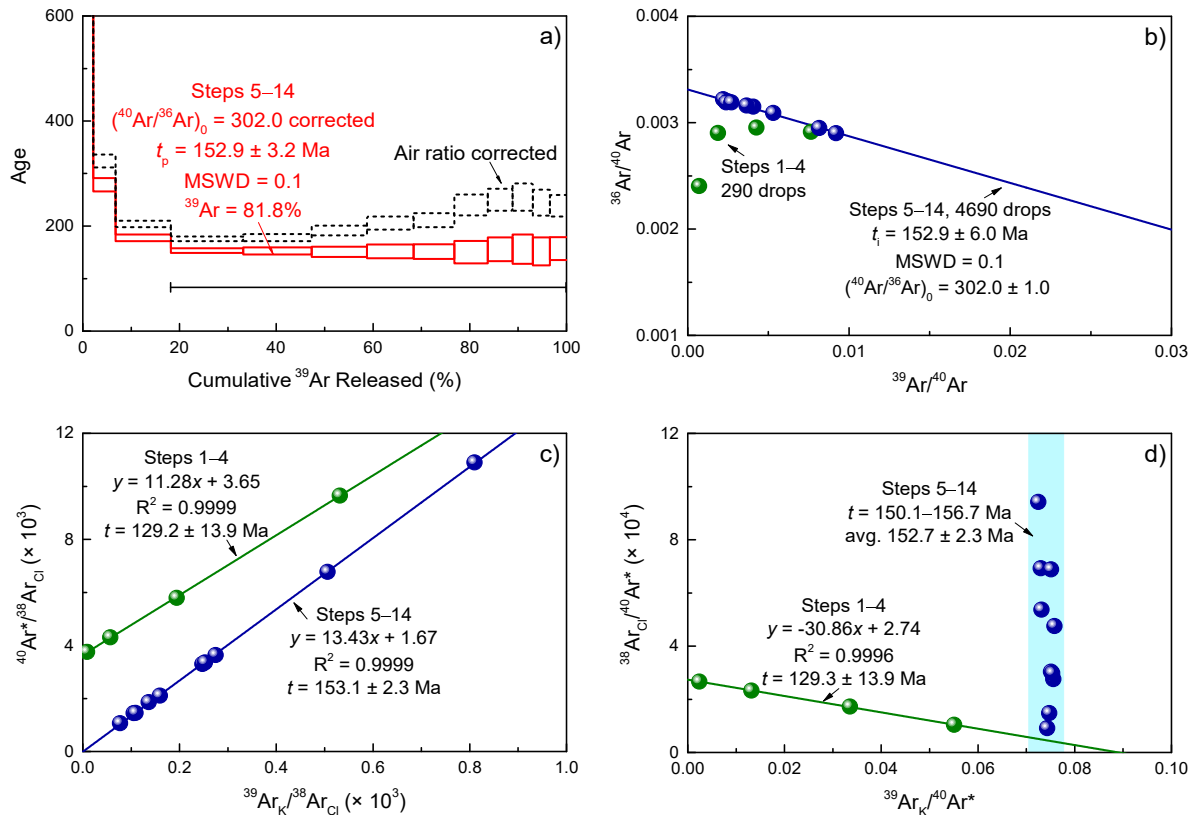 a)
600
400
200
0
Age
Steps 5–14
(⁴⁰Ar/³⁶Ar)₀ = 302.0 corrected
tₚ = 152.9 ± 3.2 Ma
MSWD = 0.1
³⁹Ar = 81.8%
Air ratio corrected
0
20
40
60
80
100
Cumulative ³⁹Ar Released (%)
b)
0.004
0.003
0.002
0.001
³⁶Ar/⁴⁰Ar
Steps 1–4
290 drops
Steps 5–14, 4690 drops
tᵢ = 152.9 ± 6.0 Ma
MSWD = 0.1
(⁴⁰Ar/³⁶Ar)₀ = 302.0 ± 1.0
0.00
0.01
0.02
0.03
³⁹Ar/⁴⁰Ar
c)
12
8
4
0
⁴⁰Ar*/³⁸Ar_Cl (× 10³)
Steps 1–4
y = 11.28x + 3.65
R² = 0.9999
t = 129.2 ± 13.9 Ma
Steps 5–14
y = 13.43x + 1.67
R² = 0.9999
t = 153.1 ± 2.3 Ma
0.0
0.2
0.4
0.6
0.8
1.0
³⁹Ar_K/³⁸Ar_Cl (× 10³)
d)
12
8
4
0
³⁸Ar_Cl/⁴⁰Ar* (× 10⁴)
Steps 5–14
t = 150.1–156.7 Ma
avg. 152.7 ± 2.3 Ma
Steps 1–4
y = -30.86x + 2.74
R² = 0.9996
t = 129.3 ± 13.9 Ma
0.00
0.02
0.04
0.06
0.08
0.10
³⁹Ar_K/⁴⁰Ar*